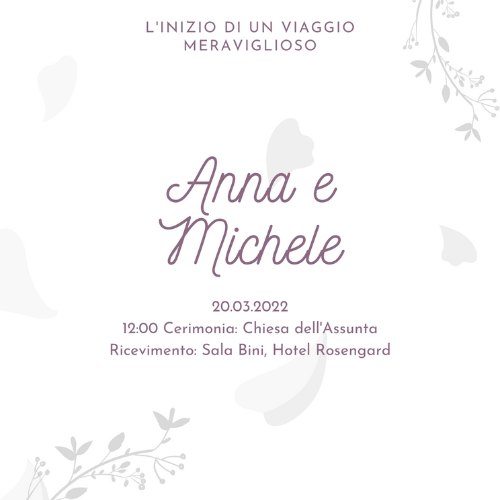 L'INIZIO DI UN VIAGGIO
MERAVIGLIOSO
Anna e
Michele
20.03.2022
12:00 Cerimonia: Chiesa dell'Assunta
Ricevimento: Sala Bini, Hotel Rosengard